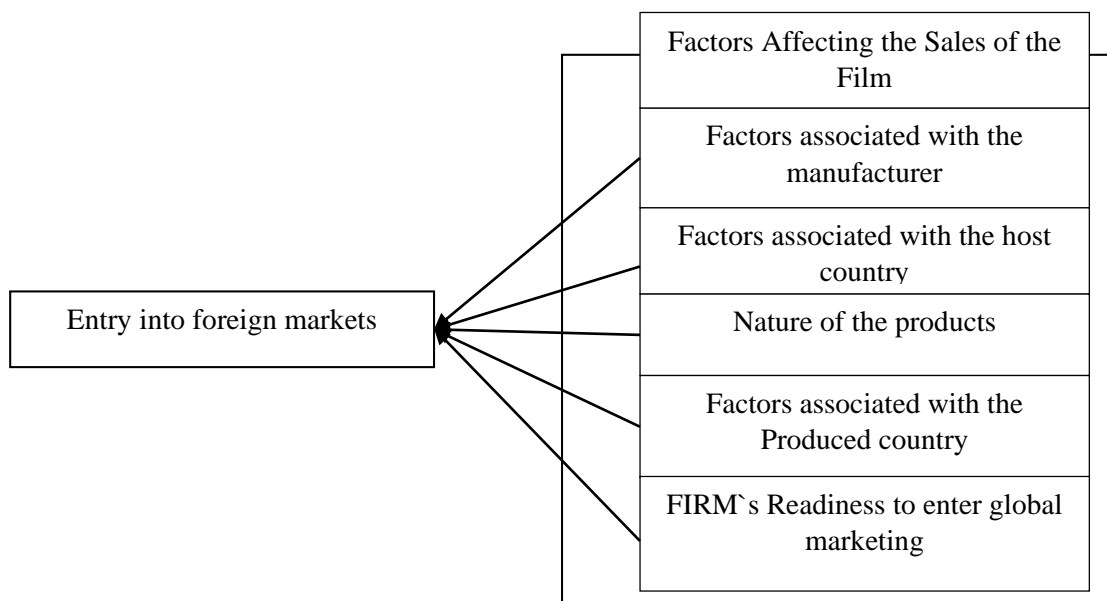 Factors Affecting the Sales of the
Film
Factors associated with the
manufacturer
Factors associated with the host
country
Entry into foreign markets
Nature of the products
Factors associated with the
Produced country
FIRM`s Readiness to enter global
marketing